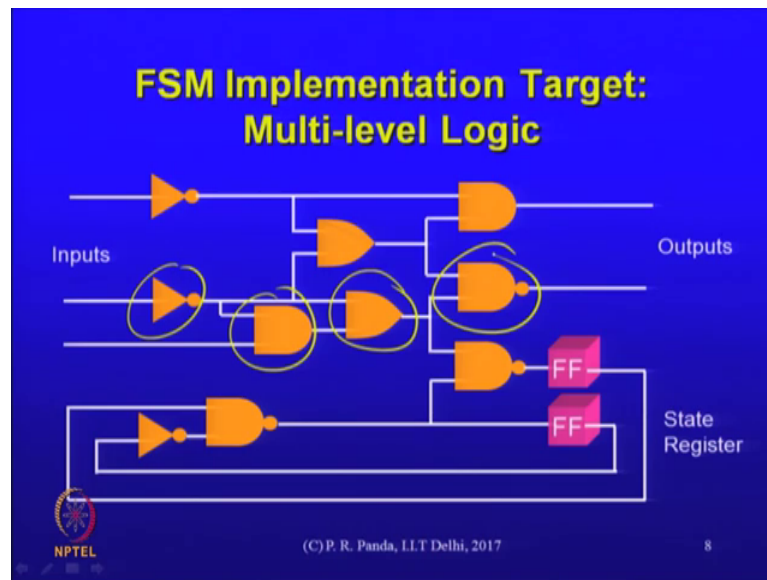 FSM Implementation Target:
Multi-level Logic
Inputs
Outputs
FF
FF
State
Register
NPTEL
(C) P. R. Panda, I.I.T Delhi, 2017
8